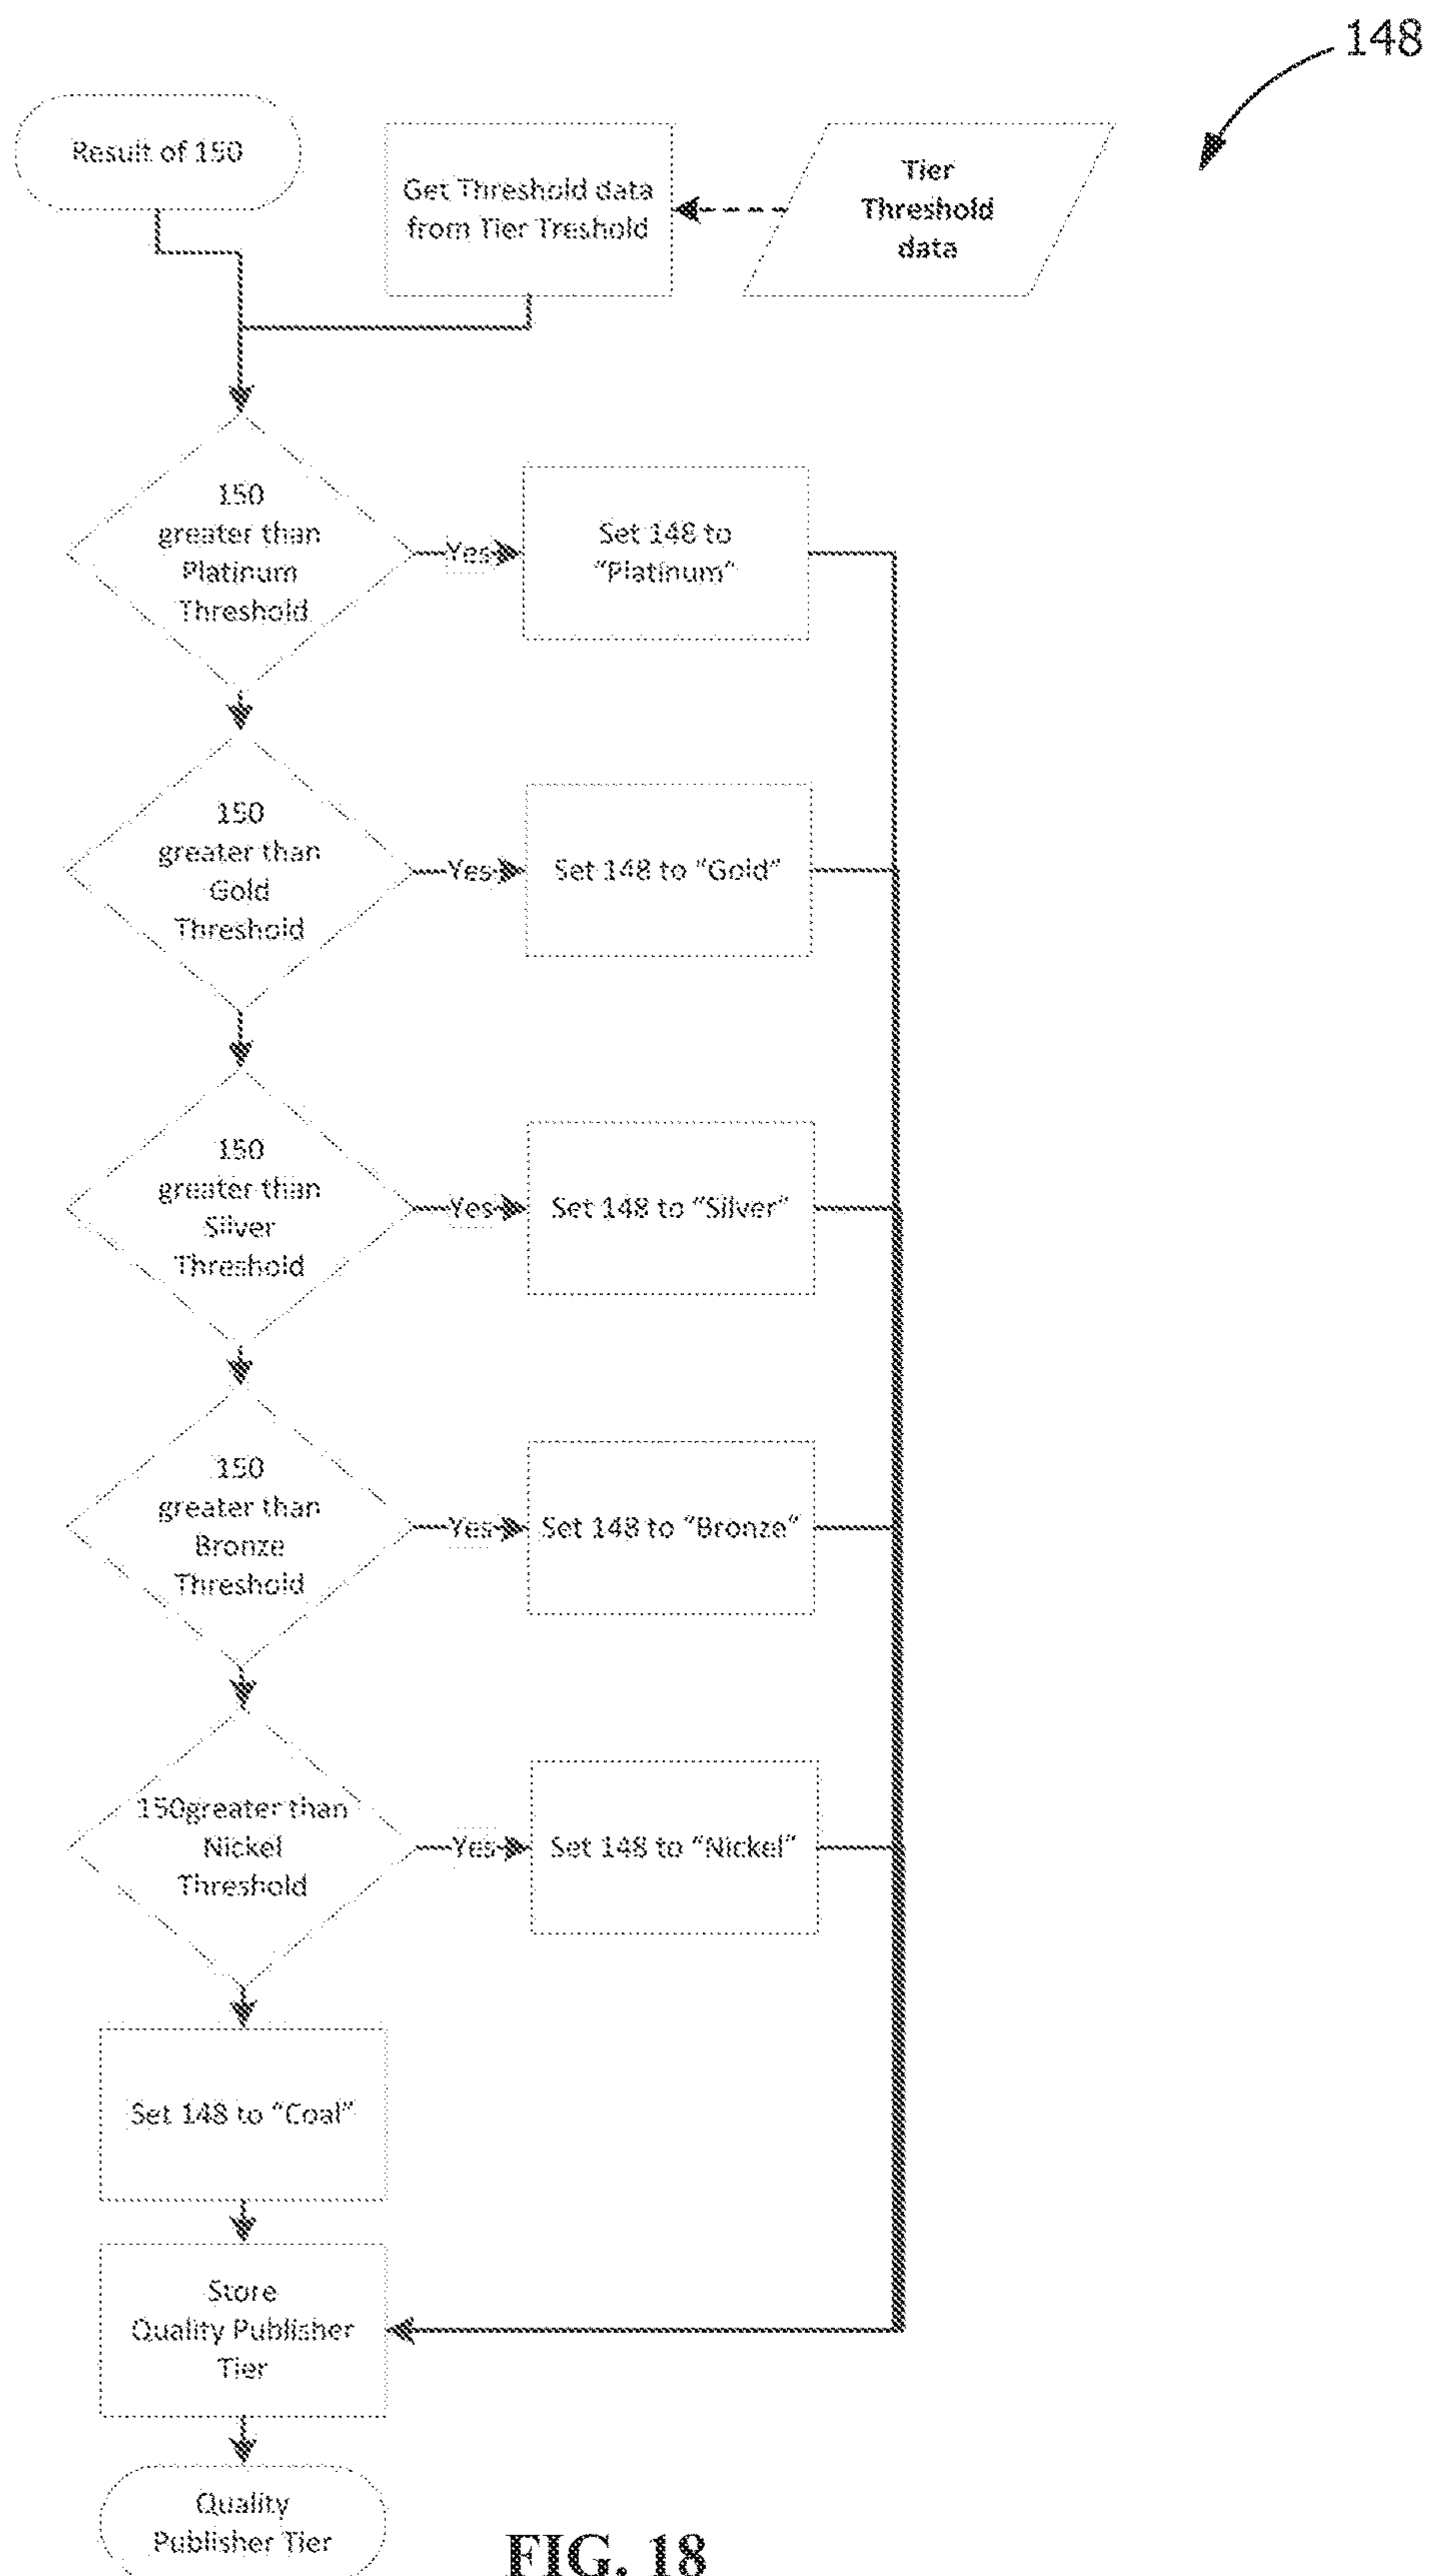 148
Result of 150
Get Threshold data
from Tier Treshold
Tier
Threshold
data
150
greater than
Platinum
Threshold
Yes
Set 148 to
"Platinum"
150
greater than
Gold
Threshold
Yes
Set 148 to "Gold"
150
greater than
Silver
Threshold
Yes
Set 148 to "Silver"
150
greater than
Bronze
Threshold
Yes
Set 148 to "Bronze"
150greater than
Nickel
Threshold
Yes
Set 148 to "Nickel"
Set 148 to "Coal"
Store
Quality Publisher
Tier
Quality
Publisher Tier
FIG. 18